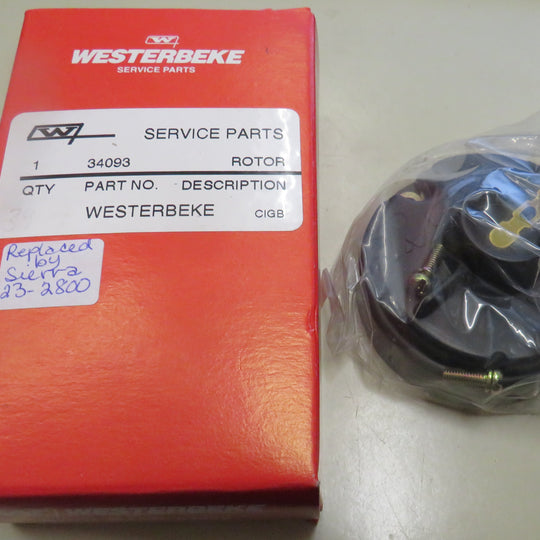 WESTERBEKE
SERVICE PARTS
SERVICE PARTS
1 34093 ROTOR
QTY PART NO. DESCRIPTION
WESTERBEKE CIGB
Replaced
by
Sierra
23-2800